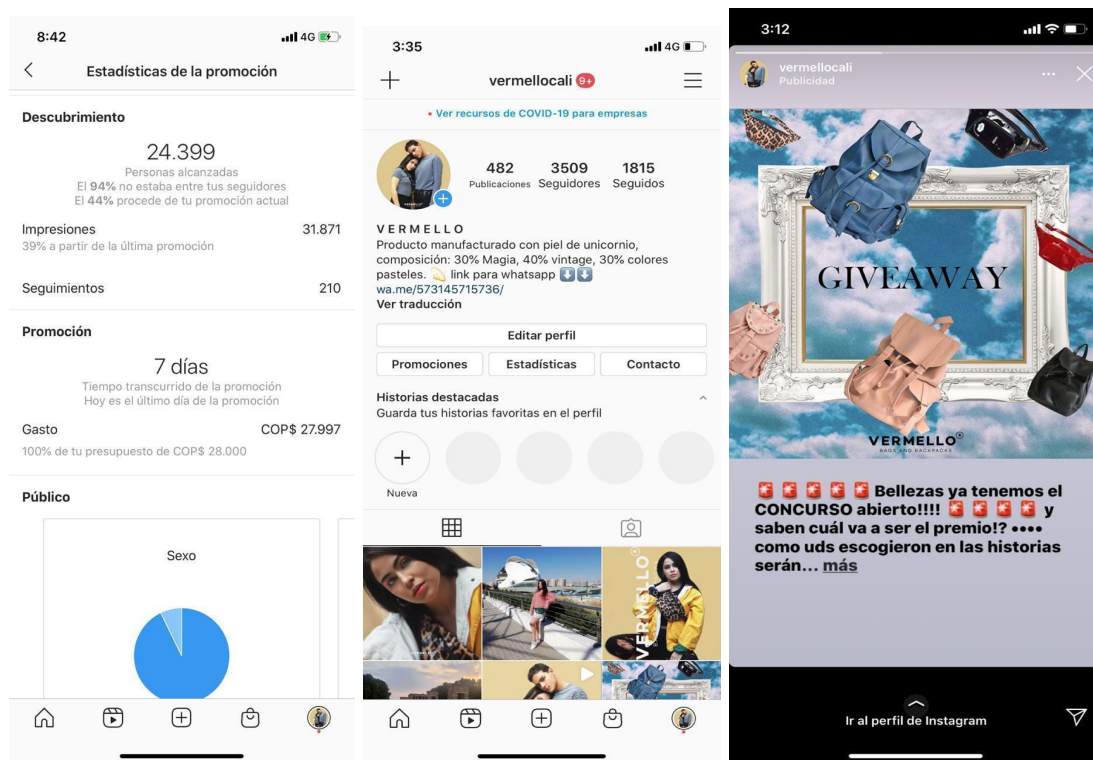 8:42
4G
Estadísticas de la promoción
Descubrimiento
24.399
Personas alcanzadas
El 94% no estaba entre tus seguidores
El 44% procede de tu promoción actual
Impresiones 31.871
39% a partir de la última promoción
Seguimientos 210
Promoción
7 días
Tiempo transcurrido de la promoción
Hoy es el último día de la promoción
Gasto COP$ 27.997
100% de tu presupuesto de COP$ 28.000
Público
Sexo
3:35
4G
vermellocali 9+
• Ver recursos de COVID-19 para empresas
482 3509 1815
Publicaciones Seguidores Seguidos
VERMELLO
Producto manufacturado con piel de unicornio,
composición: 30% Magia, 40% vintage, 30% colores
pasteles. 💫 link para whatsapp ⬇️⬇️
wa.me/573145715736/
Ver traducción
Editar perfil
Promociones Estadísticas Contacto
Historias destacadas
Guarda tus historias favoritas en el perfil
Nueva
VERMELLO®
3:12
vermellocali
Publicidad
GIVEAWAY
VERMELLO®
BAGS AND BACKPACKS
🚨 🚨 🚨 🚨 🚨 Bellezas ya tenemos el
CONCURSO abierto!!!! 🚨 🚨 🚨 🚨 y
saben cuál va a ser el premio!? ••••
como uds escogieron en las historias
serán... más
Ir al perfil de Instagram